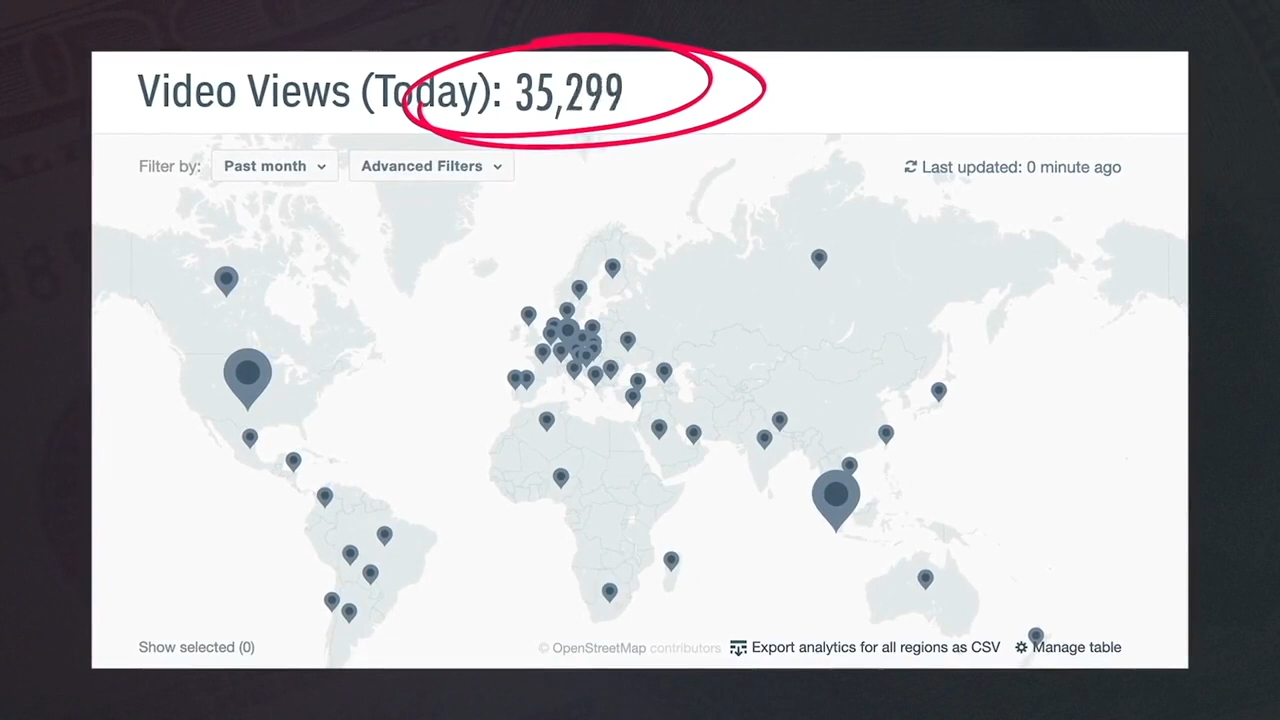 Video Views (Today): 35,299
Filter by: Past month Advanced Filters Last updated: 0 minute ago
Show selected (0) © OpenStreetMap contributors Export analytics for all regions as CSV Manage table